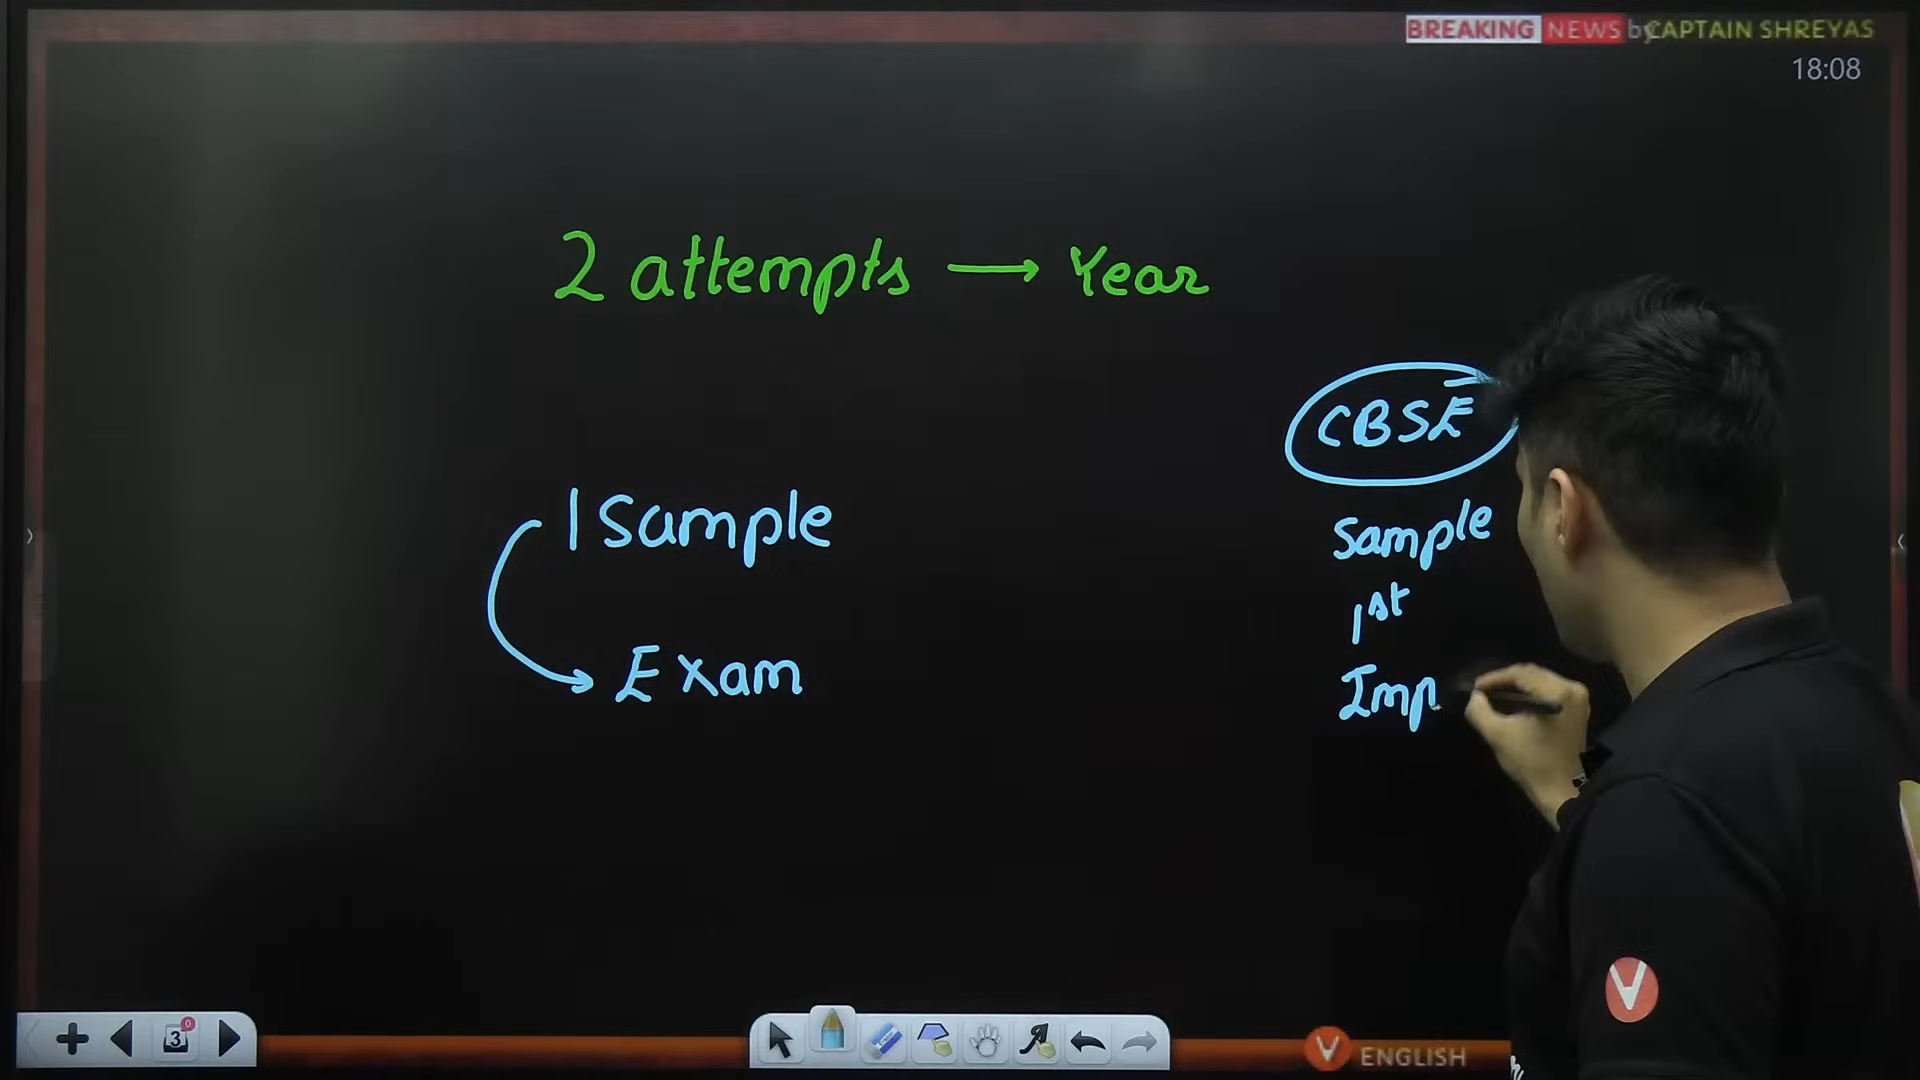 BREAKING NEWS by CAPTAIN SHREYAS
18:08
2 attempts → Year
CBSE
1 Sample
Sample
1st
Exam
Imp
3
0
V ENGLISH